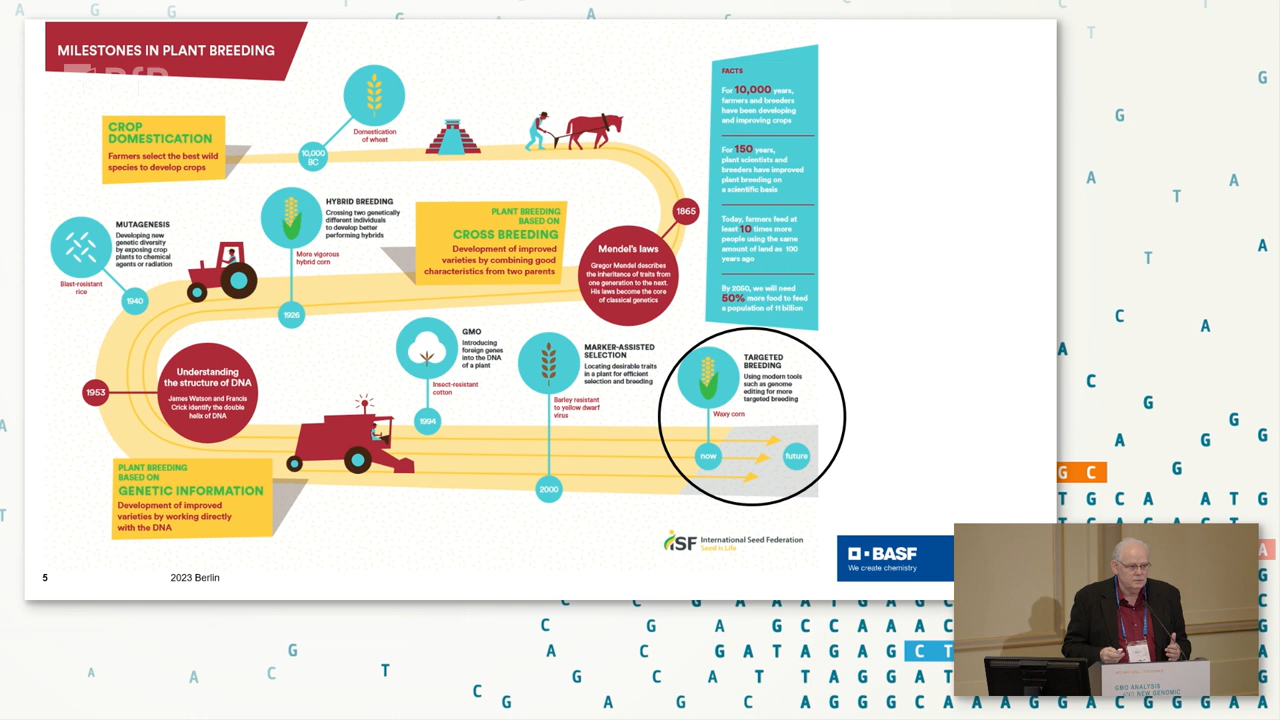 MILESTONES IN PLANT BREEDING
BfR
CROP
DOMESTICATION
Farmers select the best wild
species to develop crops
Domestication
of wheat
10,000
BC
FACTS
For 10,000 years,
farmers and breeders
have been developing
and improving crops
For 150 years,
plant scientists and
breeders have improved
plant breeding on
a scientific basis
Today, farmers feed at
least 10 times more
people using the same
amount of land as 100
years ago
By 2050, we will need
50% more food to feed
a population of 11 billion
1865
Mendel's laws
Gregor Mendel describes
the inheritance of traits from
one generation to the next.
His laws become the core
of classical genetics
PLANT BREEDING
BASED ON
CROSS BREEDING
Development of improved
varieties by combining good
characteristics from two parents
HYBRID BREEDING
Crossing two genetically
different individuals
to develop better
performing hybrids
More vigorous
hybrid corn
1926
MUTAGENESIS
Developing new
genetic diversity
by exposing crop
plants to chemical
agents or radiation
Blast-resistant
rice
1940
1953
Understanding
the structure of DNA
James Watson and Francis
Crick identify the double
helix of DNA
PLANT BREEDING
BASED ON
GENETIC INFORMATION
Development of improved
varieties by working directly
with the DNA
GMO
Introducing
foreign genes
into the DNA
of a plant
Insect-resistant
cotton
1994
MARKER-ASSISTED
SELECTION
Locating desirable traits
in a plant for efficient
selection and breeding
Barley resistant
to yellow dwarf
virus
2000
TARGETED
BREEDING
Using modern tools
such as genome
editing for more
targeted breeding
Waxy corn
now
future
iSF International Seed Federation
Seed is Life
BASF
We create chemistry
5
2023 Berlin
GMO ANALYSIS
AND NEW GENOMIC